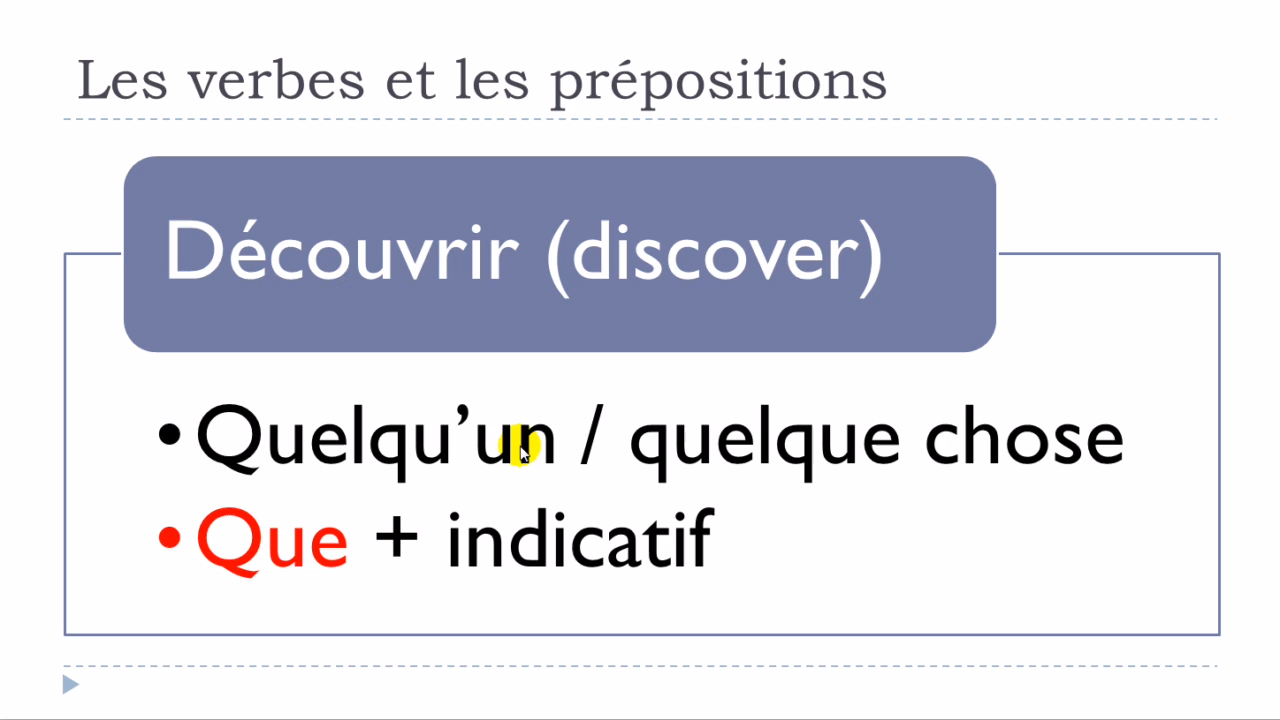 Les verbes et les prépositions
Découvrir (discover)
• Quelqu’un / quelque chose
• Que + indicatif